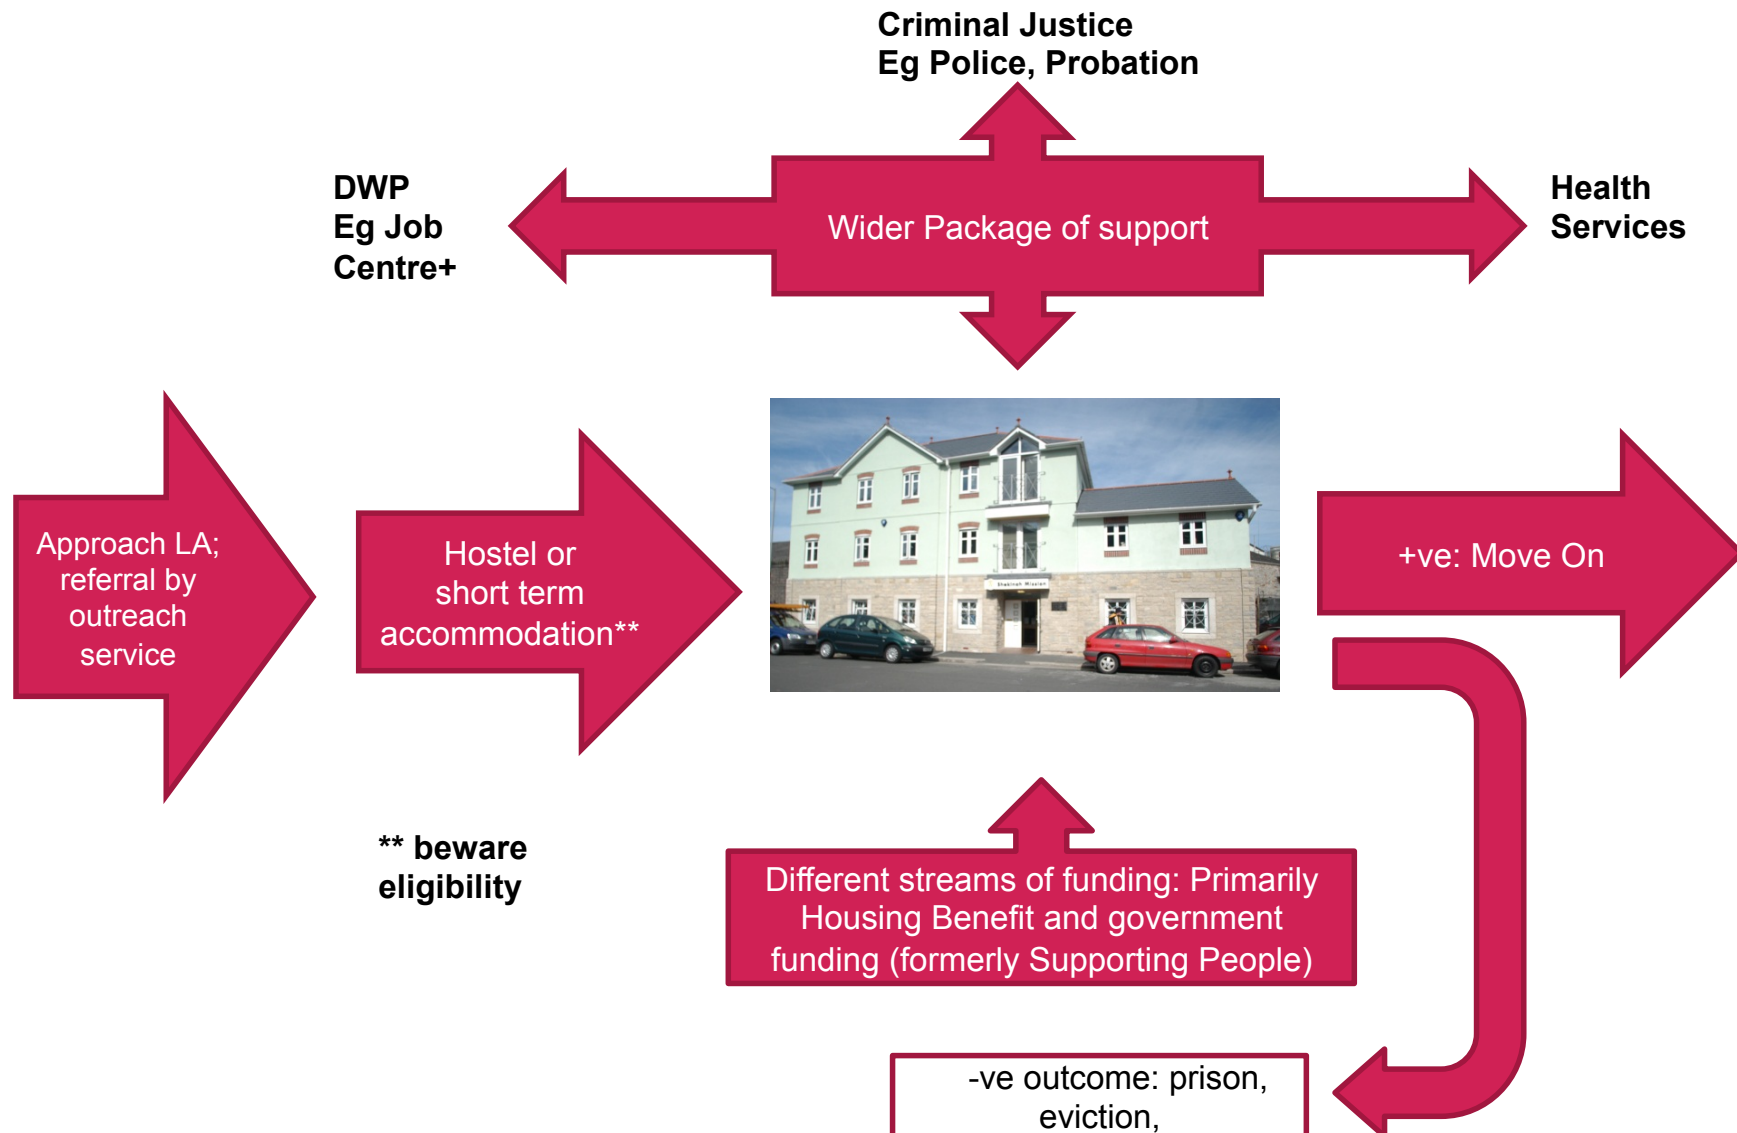 Criminal Justice
Eg Police, Probation
DWP
Eg Job
Centre+
Wider Package of support
Health
Services
Approach LA;
referral by
outreach
service
Hostel or
short term
accommodation**
Shekinah Mission
+ve: Move On
** beware
eligibility
Different streams of funding: Primarily
Housing Benefit and government
funding (formerly Supporting People)
-ve outcome: prison,
eviction,